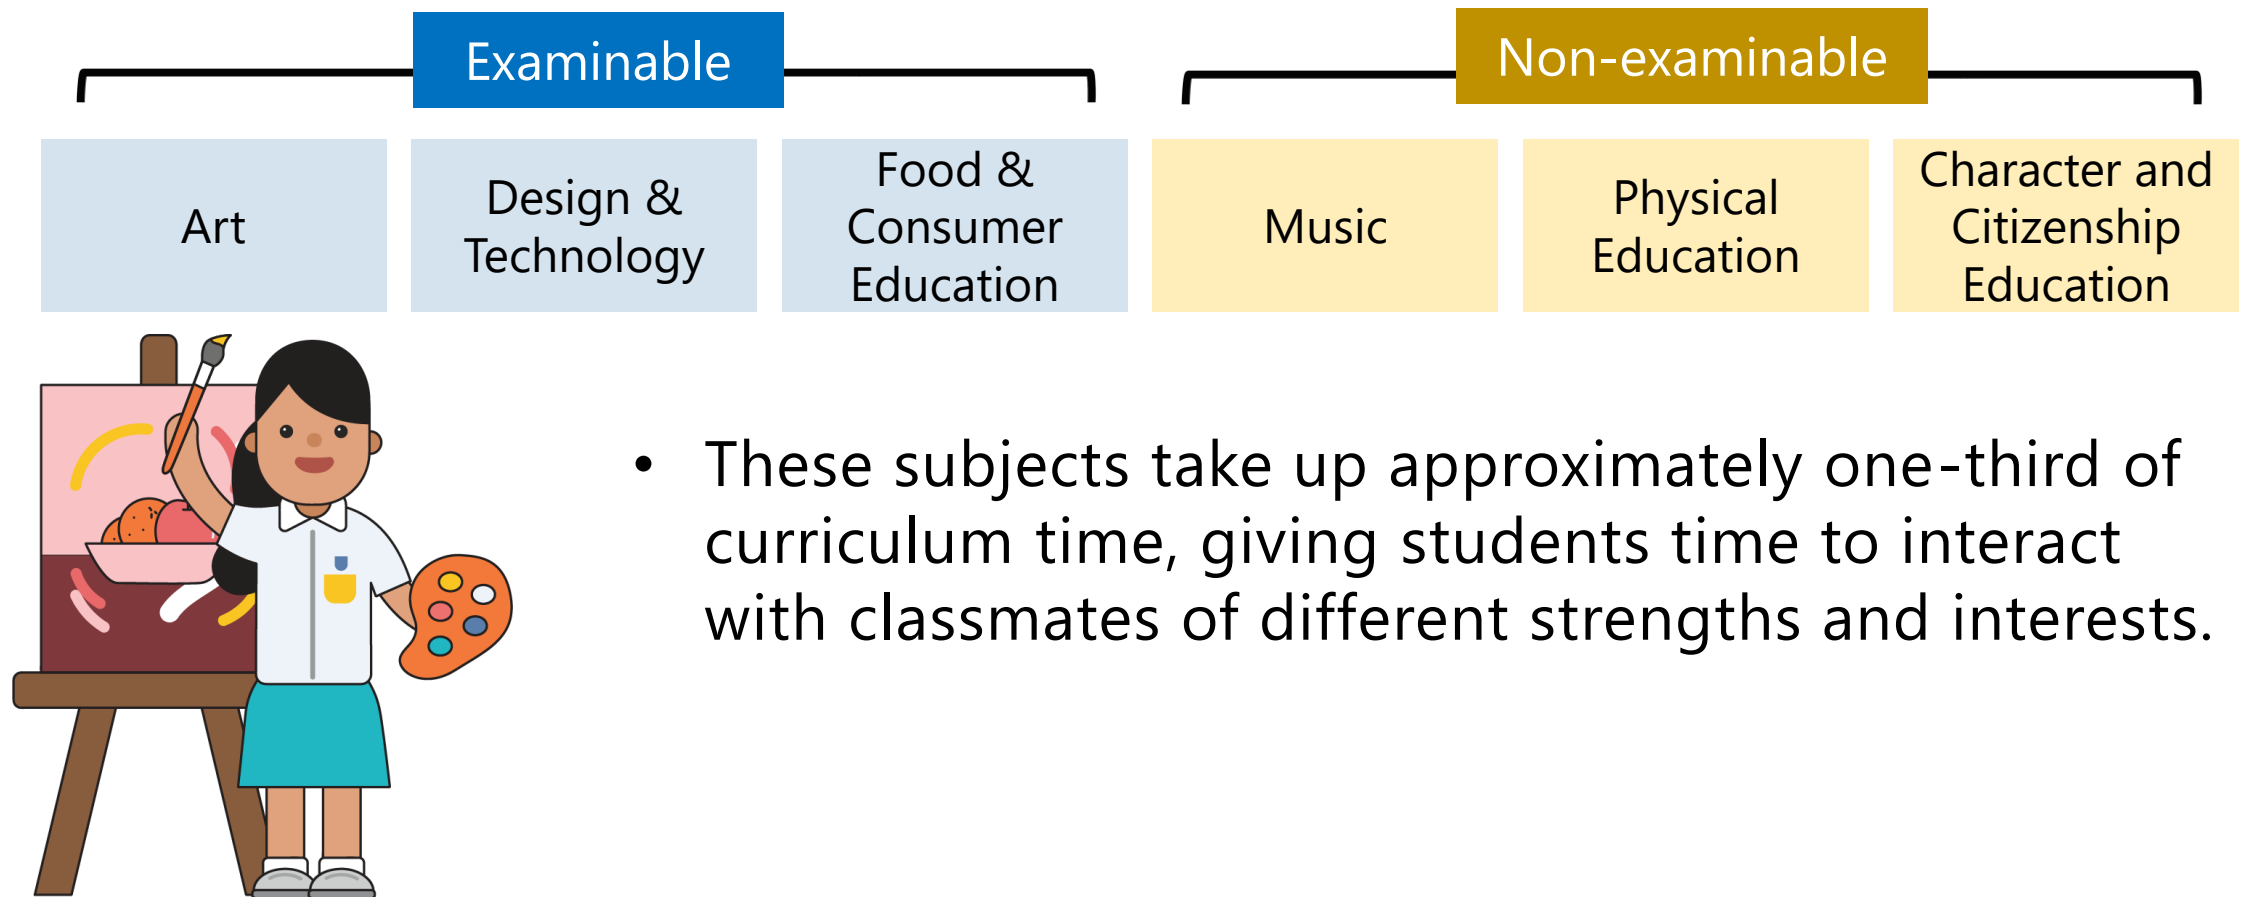 Examinable
Non-examinable
Art
Design &
Technology
Food &
Consumer
Education
Music
Physical
Education
Character and
Citizenship
Education
• These subjects take up approximately one-third of
curriculum time, giving students time to interact
with classmates of different strengths and interests.